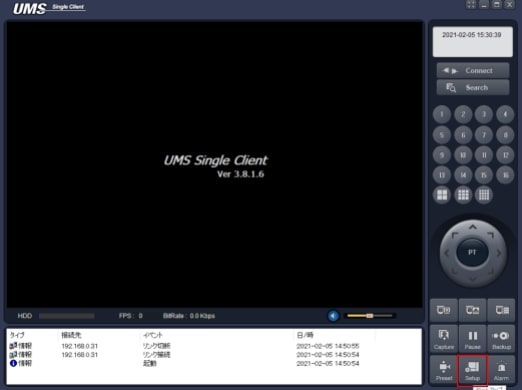 UMS Single Client
2021-02-05 15:30:39
Connect
Search
1 2 3 4
5 6 7 8
9 10 11 12
13 14 15 16
UMS Single Client
Ver 3.8.1.6
PT
HDD FPS : 0 BitRate : 0.0 Kbps
Capture Pause Backup
Preset Setup Alarm
タイプ 接続先 イベント 日/時
情報 192.168.0.31 リンク切断 2021-02-05 14:50:55
情報 192.168.0.31 リンク接続 2021-02-05 14:50:54
情報 起動 2021-02-05 14:50:54